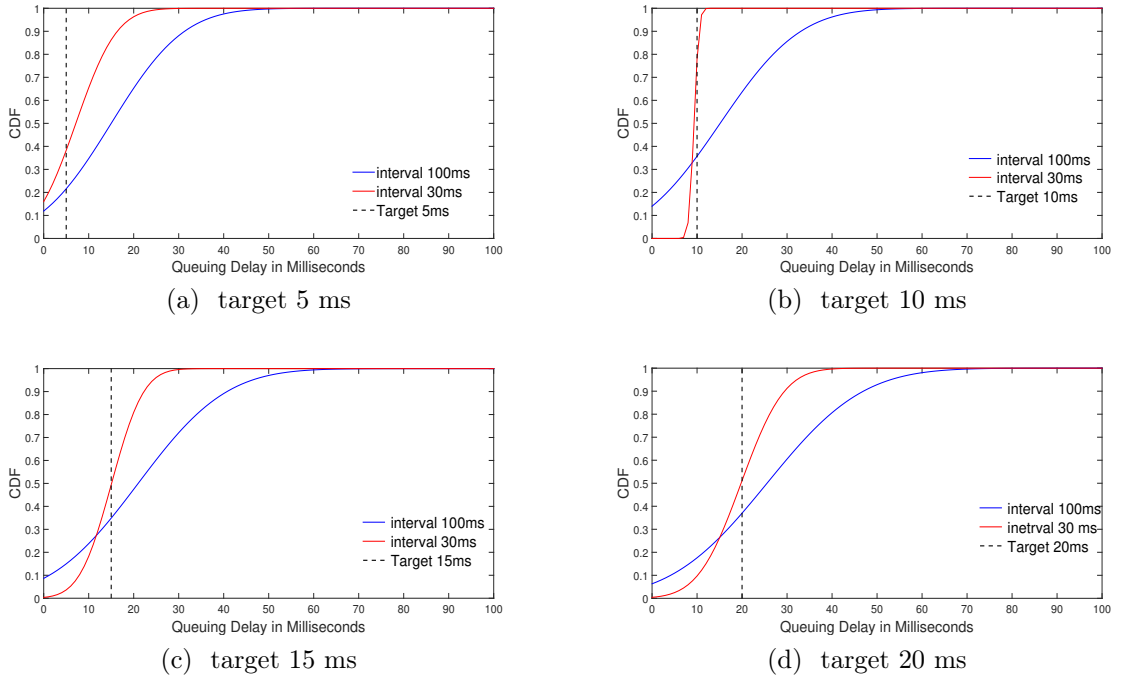 1
0.9
0.8
0.7
0.6
0.5
0.4
0.3
0.2
0.1
0
CDF
interval 100ms
interval 30ms
Target 5ms
0 10 20 30 40 50 60 70 80 90 100
Queuing Delay in Milliseconds
(a) target 5 ms
1
0.9
0.8
0.7
0.6
0.5
0.4
0.3
0.2
0.1
0
CDF
interval 100ms
interval 30ms
Target 10ms
0 10 20 30 40 50 60 70 80 90 100
Queuing Delay in Milliseconds
(b) target 10 ms
1
0.9
0.8
0.7
0.6
0.5
0.4
0.3
0.2
0.1
0
CDF
interval 100ms
interval 30ms
Target 15ms
0 10 20 30 40 50 60 70 80 90 100
Queuing Delay in Milliseconds
(c) target 15 ms
1
0.9
0.8
0.7
0.6
0.5
0.4
0.3
0.2
0.1
0
CDF
interval 100ms
inetrval 30 ms
Target 20ms
0 10 20 30 40 50 60 70 80 90 100
Queuing Delay in Milliseconds
(d) target 20 ms